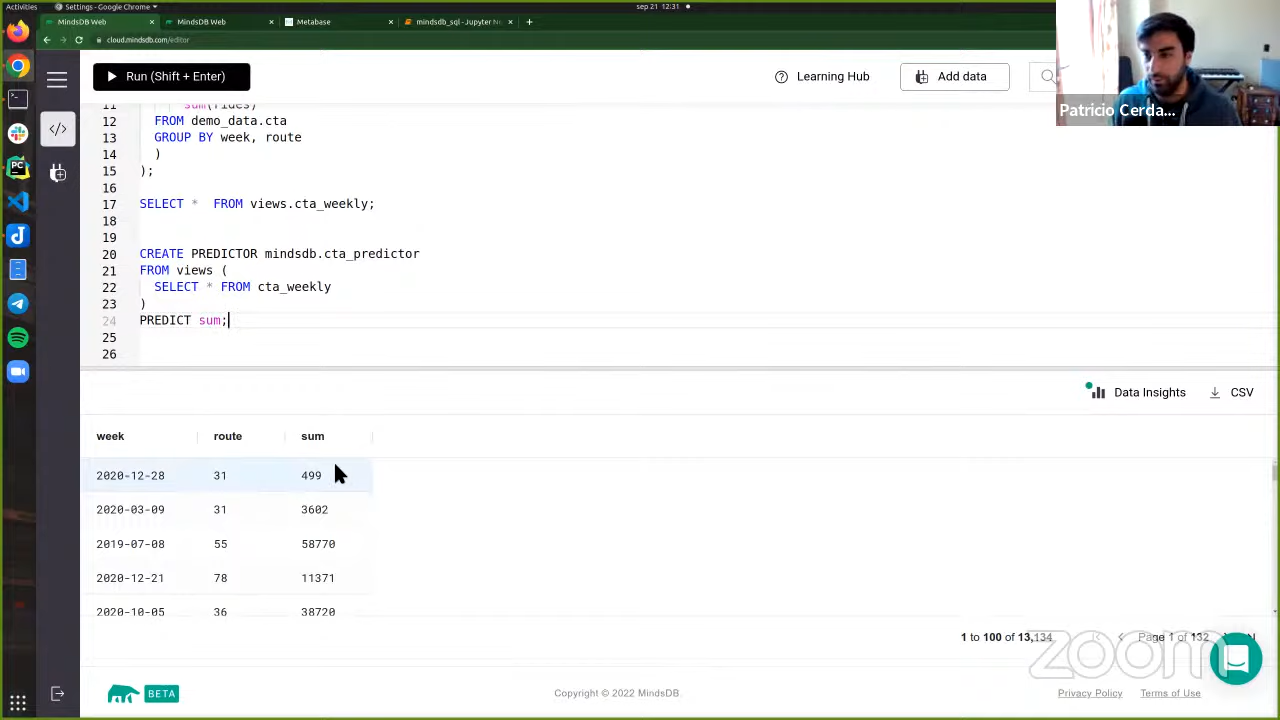 Activities
Settings - Google Chrome
sep 21 12:31
MindsDB Web
MindsDB Web
Metabase
mindsdb_sql - Jupyter N
cloud.mindsdb.com/editor
Run (Shift + Enter)
Learning Hub
Add data
Patricio Cerda...
11 sum(rides)
12 FROM demo_data.cta
13 GROUP BY week, route
14 )
15 );
16
17 SELECT * FROM views.cta_weekly;
18
19
20 CREATE PREDICTOR mindsdb.cta_predictor
21 FROM views (
22 SELECT * FROM cta_weekly
23 )
24 PREDICT sum;
25
26
Data Insights
CSV
week route sum
2020-12-28 31 499
2020-03-09 31 3602
2019-07-08 55 58770
2020-12-21 78 11371
2020-10-05 36 38720
1 to 100 of 13,134
Page 1 of 132
zoom
BETA
Copyright © 2022 MindsDB.
Privacy Policy
Terms of Use